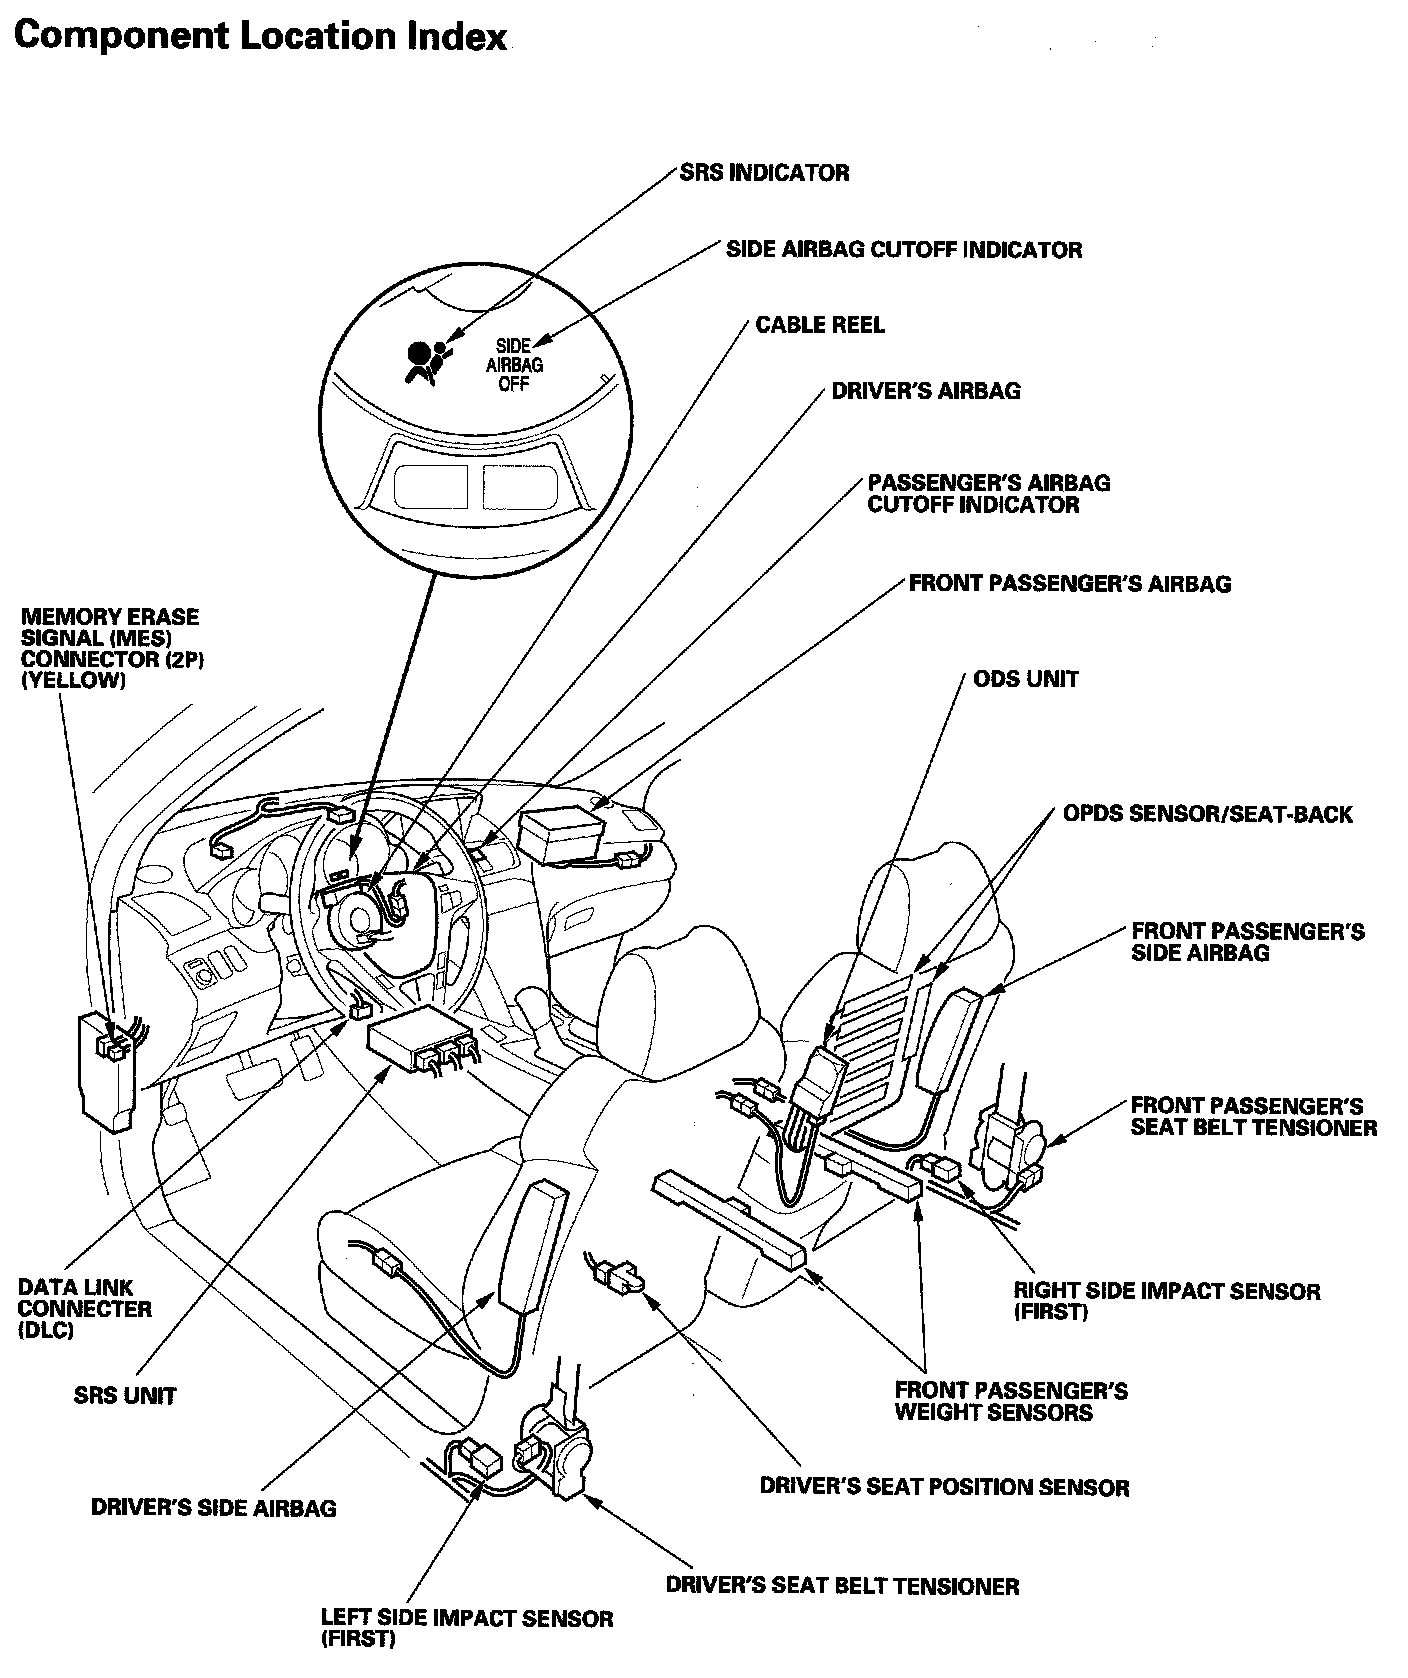 Component Location Index
SRS INDICATOR
SIDE AIRBAG CUTOFF INDICATOR
CABLE REEL
SIDE
AIRBAG
OFF
DRIVER'S AIRBAG
PASSENGER'S AIRBAG
CUTOFF INDICATOR
FRONT PASSENGER'S AIRBAG
MEMORY ERASE
SIGNAL (MES)
CONNECTOR (2P)
(YELLOW)
ODS UNIT
OPDS SENSOR/SEAT-BACK
FRONT PASSENGER'S
SIDE AIRBAG
FRONT PASSENGER'S
SEAT BELT TENSIONER
DATA LINK
CONNECTER
(DLC)
RIGHT SIDE IMPACT SENSOR
(FIRST)
SRS UNIT
FRONT PASSENGER'S
WEIGHT SENSORS
DRIVER'S SEAT POSITION SENSOR
DRIVER'S SIDE AIRBAG
DRIVER'S SEAT BELT TENSIONER
LEFT SIDE IMPACT SENSOR
(FIRST)